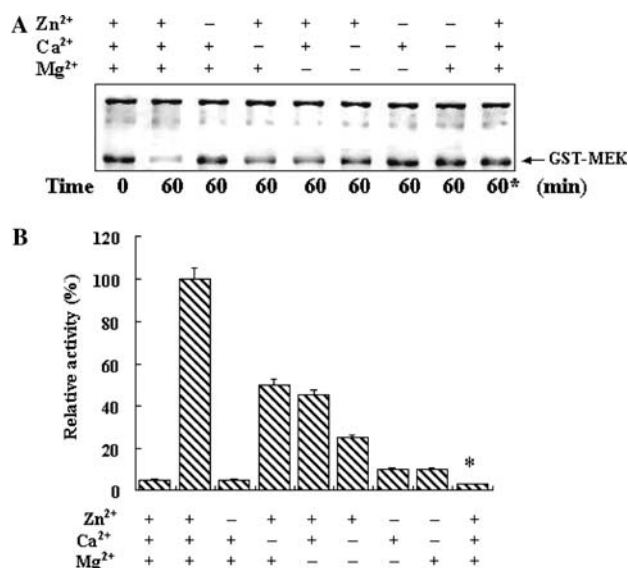 A Zn2+ + + – + + + – – +
Ca2+ + + + – + – + – +
Mg2+ + + + + – – – + +
GST-MEK
Time 0 60 60 60 60 60 60 60 60* (min)
B
120
100
80
60
40
20
0
Relative activity (%)
*
Zn2+ + + – + + + – – +
Ca2+ + + + – + – + – +
Mg2+ + + + + – – – + +